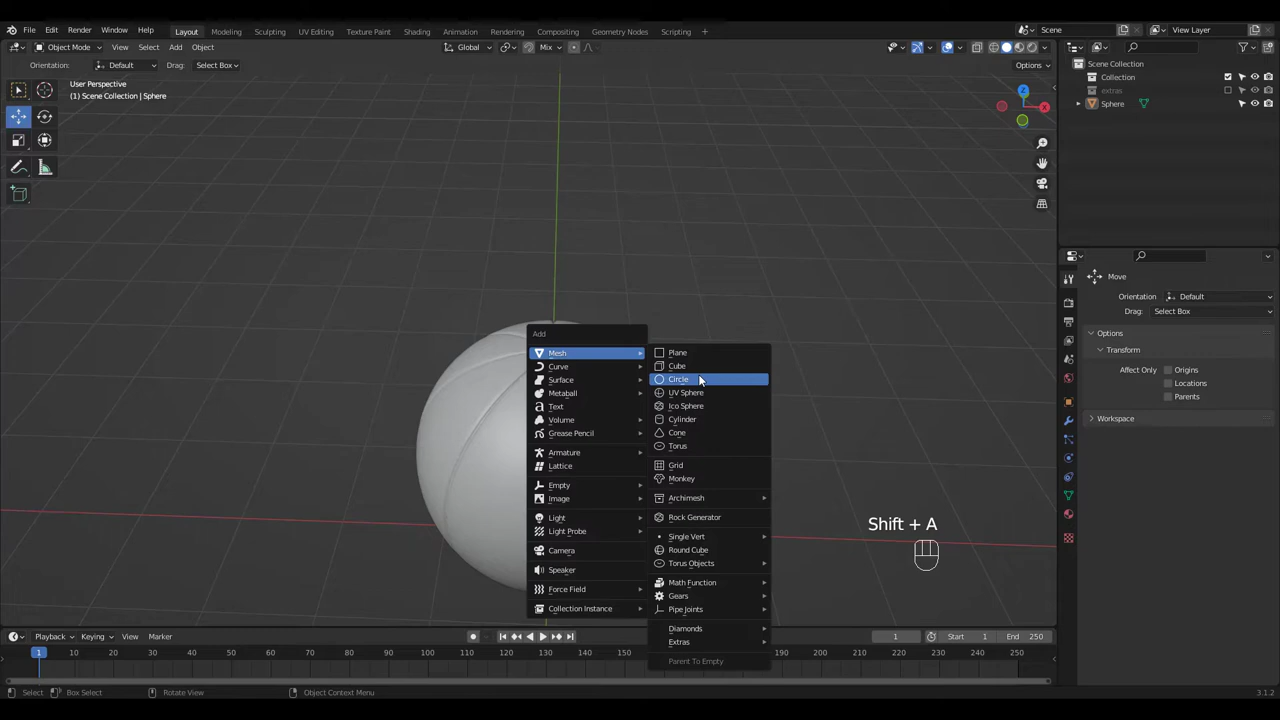 File Edit Render Window Help Layout Modeling Sculpting UV Editing Texture Paint Shading Animation Rendering Compositing Geometry Nodes Scripting + Scene View Layer
Object Mode View Select Add Object Global Mix
Orientation: Default Drag: Select Box Options
User Perspective
(1) Scene Collection | Sphere
Z
X
Scene Collection
Collection
extras
Sphere
Move
Orientation Default
Drag: Select Box
Options
Transform
Affect Only Origins
Locations
Parents
Workspace
Add
Mesh
Curve
Surface
Metaball
Text
Volume
Grease Pencil
Armature
Lattice
Empty
Image
Light
Light Probe
Camera
Speaker
Force Field
Collection Instance
Plane
Cube
Circle
UV Sphere
Ico Sphere
Cylinder
Cone
Torus
Grid
Monkey
Archimesh
Rock Generator
Single Vert
Round Cube
Torus Objects
Math Function
Gears
Pipe Joints
Diamonds
Extras
Parent To Empty
Shift + A
Playback Keying View Marker 1 Start 1 End 250
1 10 20 30 40 50 60 70 80 90 100 110 120 130 140 150 180 190 200 210 220 230 240 250
Select Box Select Rotate View Object Context Menu 3.1.2